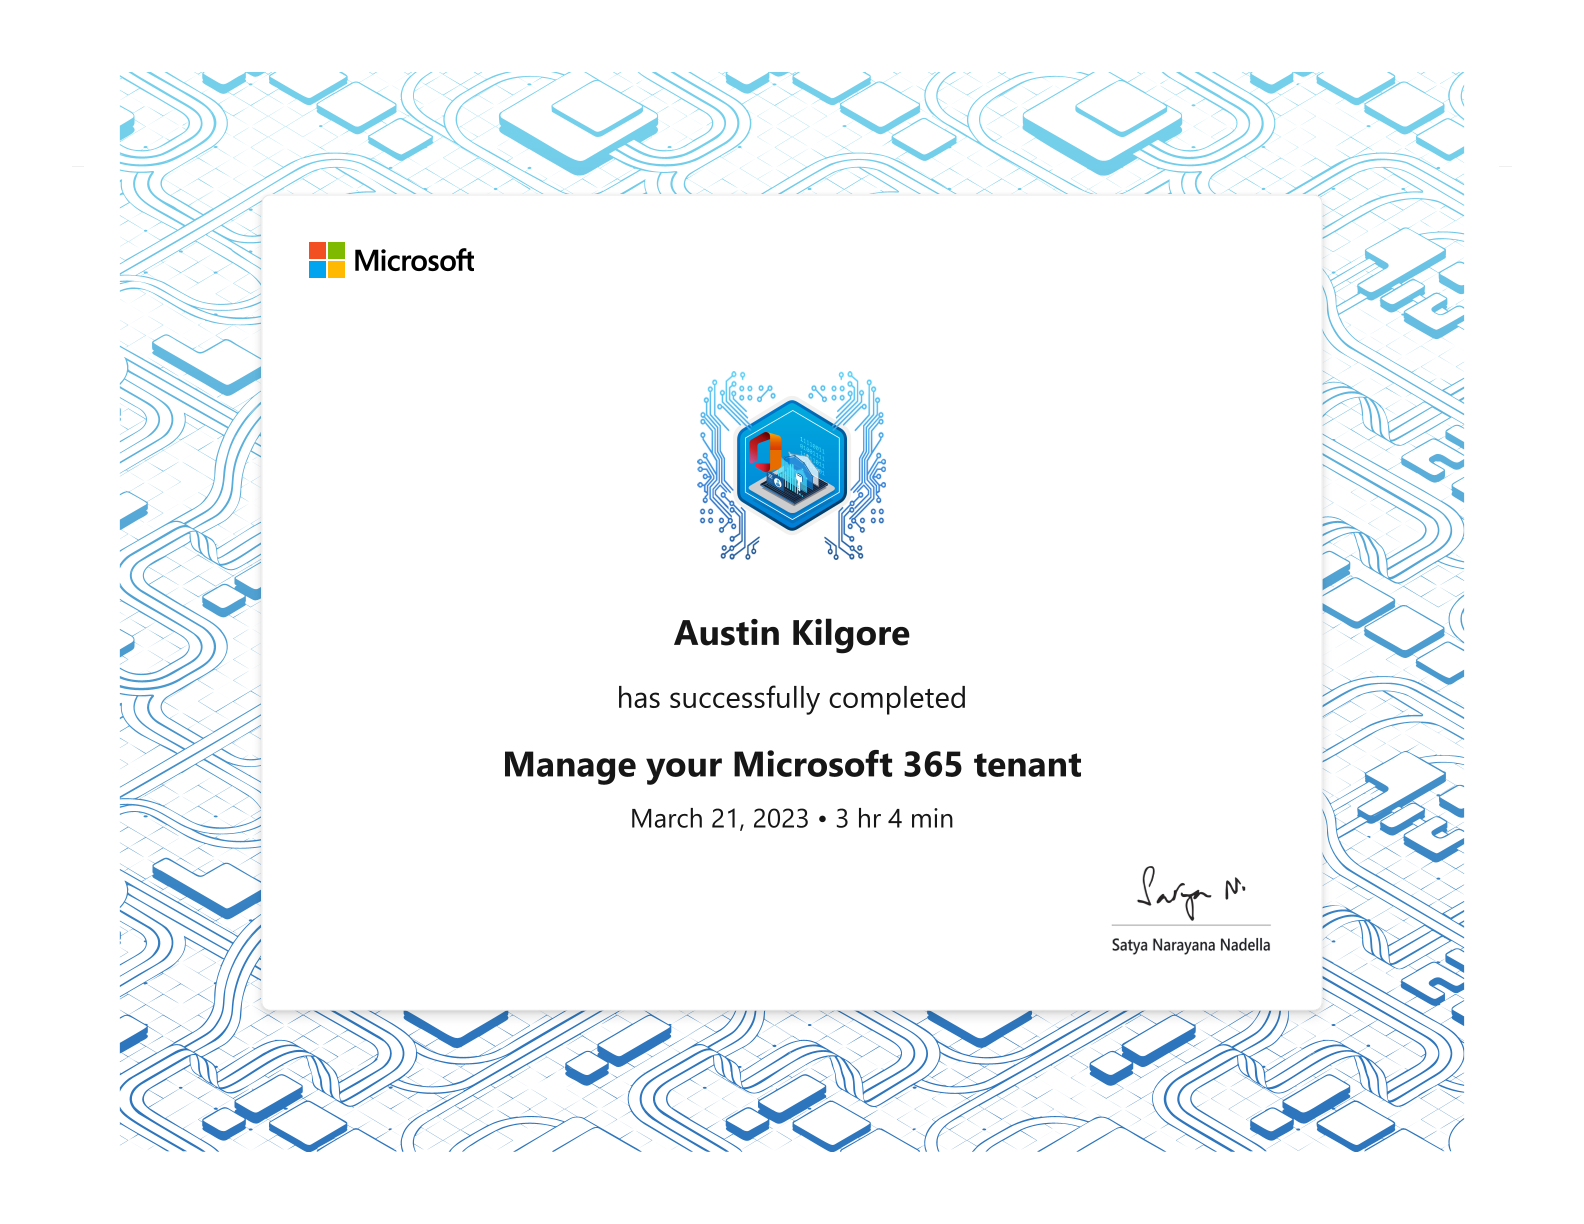 Microsoft
Austin Kilgore
has successfully completed
Manage your Microsoft 365 tenant
March 21, 2023 • 3 hr 4 min
Satya N.
Satya Narayana Nadella